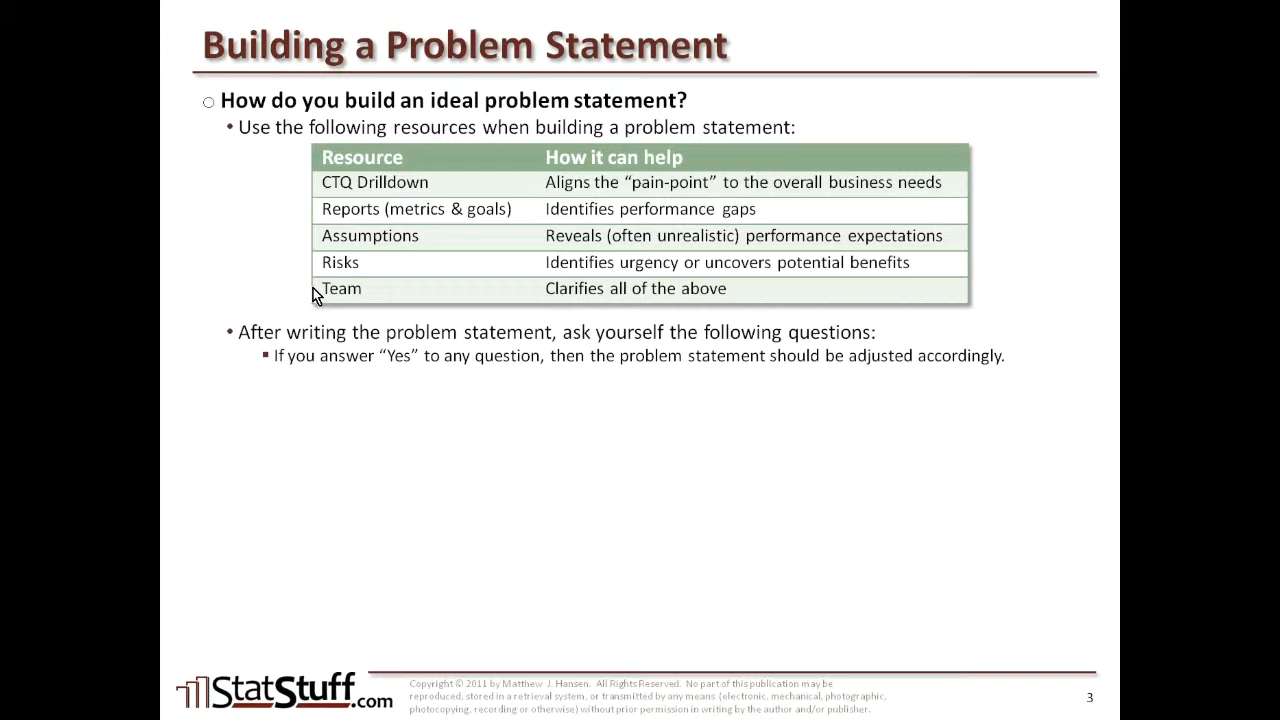 Building a Problem Statement
How do you build an ideal problem statement?
• Use the following resources when building a problem statement:
Resource How it can help
CTQ Drilldown Aligns the “pain-point” to the overall business needs
Reports (metrics & goals) Identifies performance gaps
Assumptions Reveals (often unrealistic) performance expectations
Risks Identifies urgency or uncovers potential benefits
Team Clarifies all of the above
• After writing the problem statement, ask yourself the following questions:
▪ If you answer “Yes” to any question, then the problem statement should be adjusted accordingly.
StatStuff.com
Copyright © 2011 by Matthew J. Hansen. All Rights Reserved. No part of this publication may be
reproduced, stored in a retrieval system, or transmitted by any means (electronic, mechanical, photographic,
photocopying, recording or otherwise) without prior permission in writing by the author and/or publisher.
3